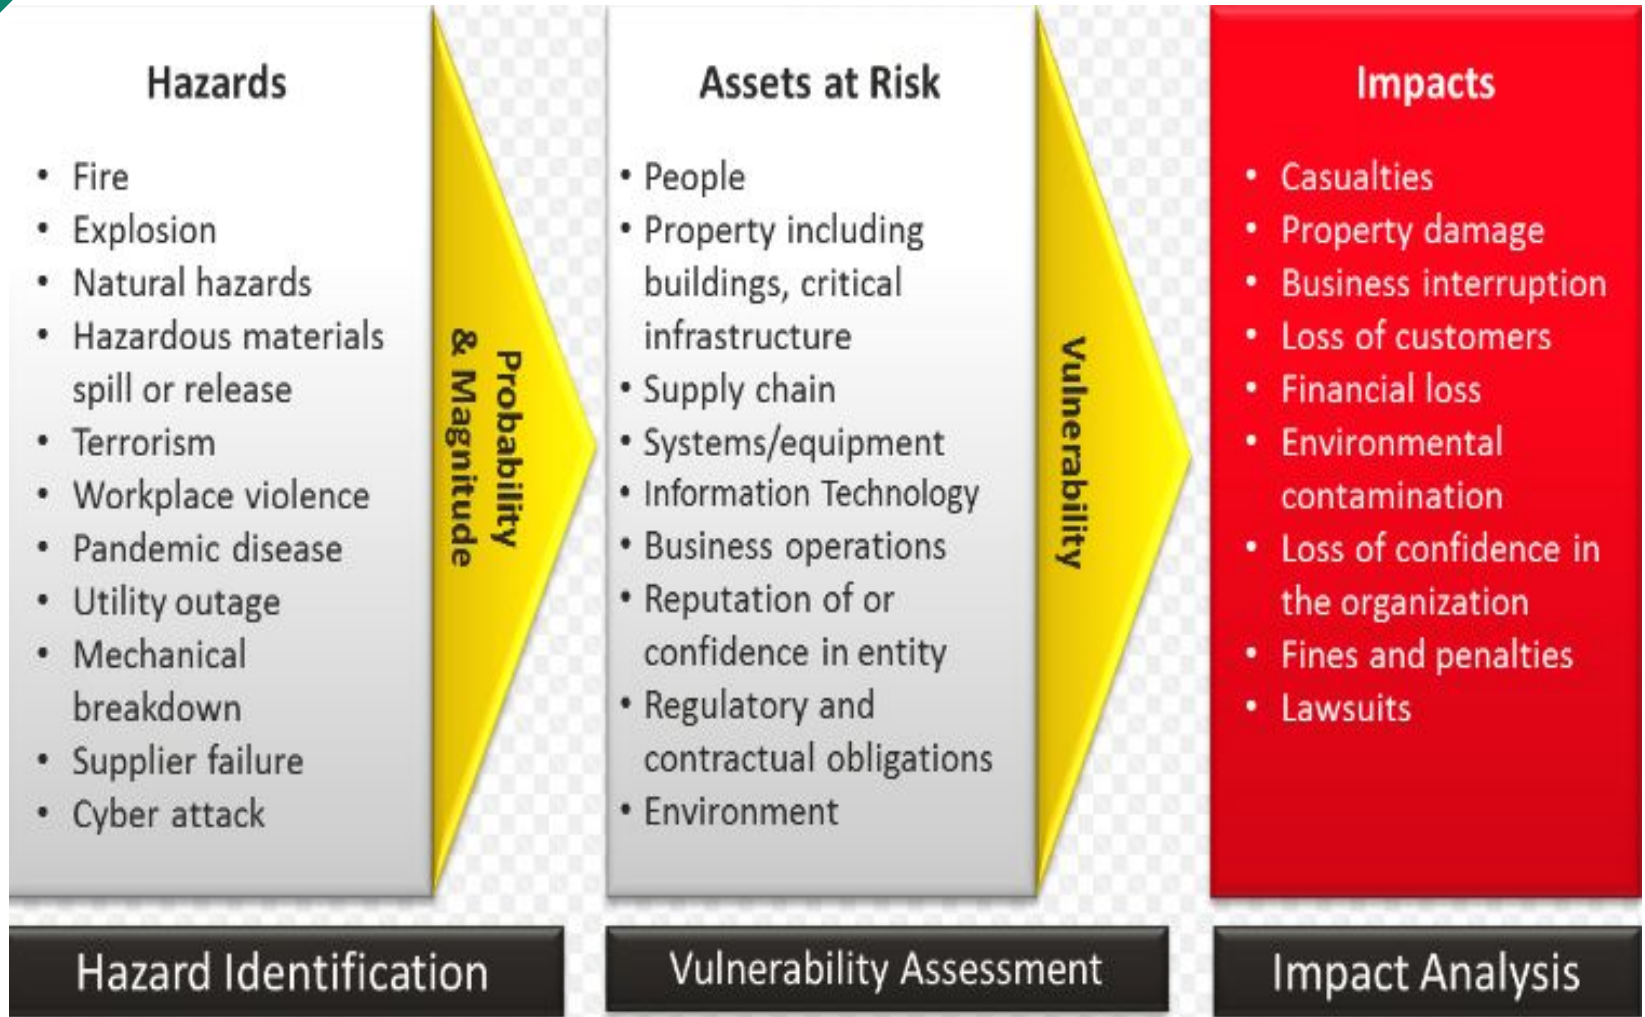 Hazards
• Fire
• Explosion
• Natural hazards
• Hazardous materials
spill or release
• Terrorism
• Workplace violence
• Pandemic disease
• Utility outage
• Mechanical
breakdown
• Supplier failure
• Cyber attack
Probability
& Magnitude
Assets at Risk
• People
• Property including
buildings, critical
infrastructure
• Supply chain
• Systems/equipment
• Information Technology
• Business operations
• Reputation of or
confidence in entity
• Regulatory and
contractual obligations
• Environment
Vulnerability
Impacts
• Casualties
• Property damage
• Business interruption
• Loss of customers
• Financial loss
• Environmental
contamination
• Loss of confidence in
the organization
• Fines and penalties
• Lawsuits
Hazard Identification
Vulnerability Assessment
Impact Analysis